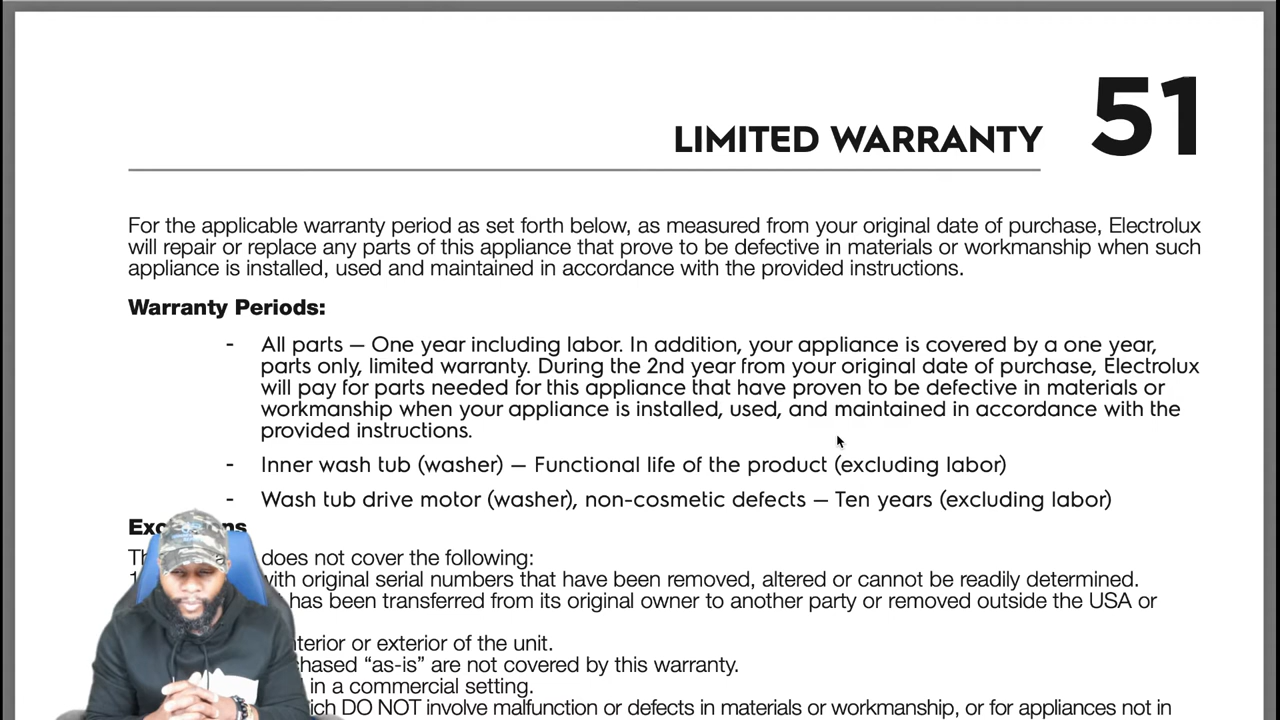 51
LIMITED WARRANTY
For the applicable warranty period as set forth below, as measured from your original date of purchase, Electrolux
will repair or replace any parts of this appliance that prove to be defective in materials or workmanship when such
appliance is installed, used and maintained in accordance with the provided instructions.
Warranty Periods:
- All parts — One year including labor. In addition, your appliance is covered by a one year,
parts only, limited warranty. During the 2nd year from your original date of purchase, Electrolux
will pay for parts needed for this appliance that have proven to be defective in materials or
workmanship when your appliance is installed, used, and maintained in accordance with the
provided instructions.
- Inner wash tub (washer) — Functional life of the product (excluding labor)
- Wash tub drive motor (washer), non-cosmetic defects — Ten years (excluding labor)
does not cover the following:
with original serial numbers that have been removed, altered or cannot be readily determined.
has been transferred from its original owner to another party or removed outside the USA or
or exterior of the unit.
“as-is” are not covered by this warranty.
in a commercial setting.
DO NOT involve malfunction or defects in materials or workmanship, or for appliances not in